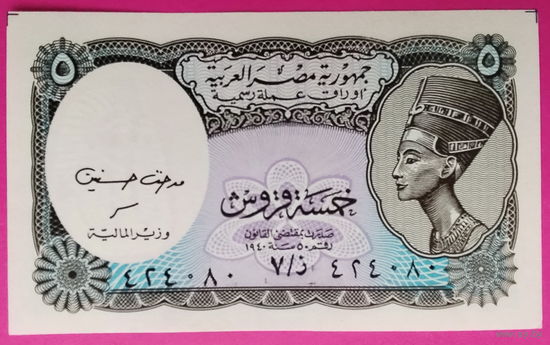 ٥ ٥
جمهورية مصر العربية
أوراق عملة رسمية
خمسة قروش
صدرت بمقتضى القانون
رقم ٥٠ سنة ١٩٤٠
مدحت حسنين
وزير المالية
٤٢٤٠٨٠ ز/٧ ٤٢٤٠٨٠